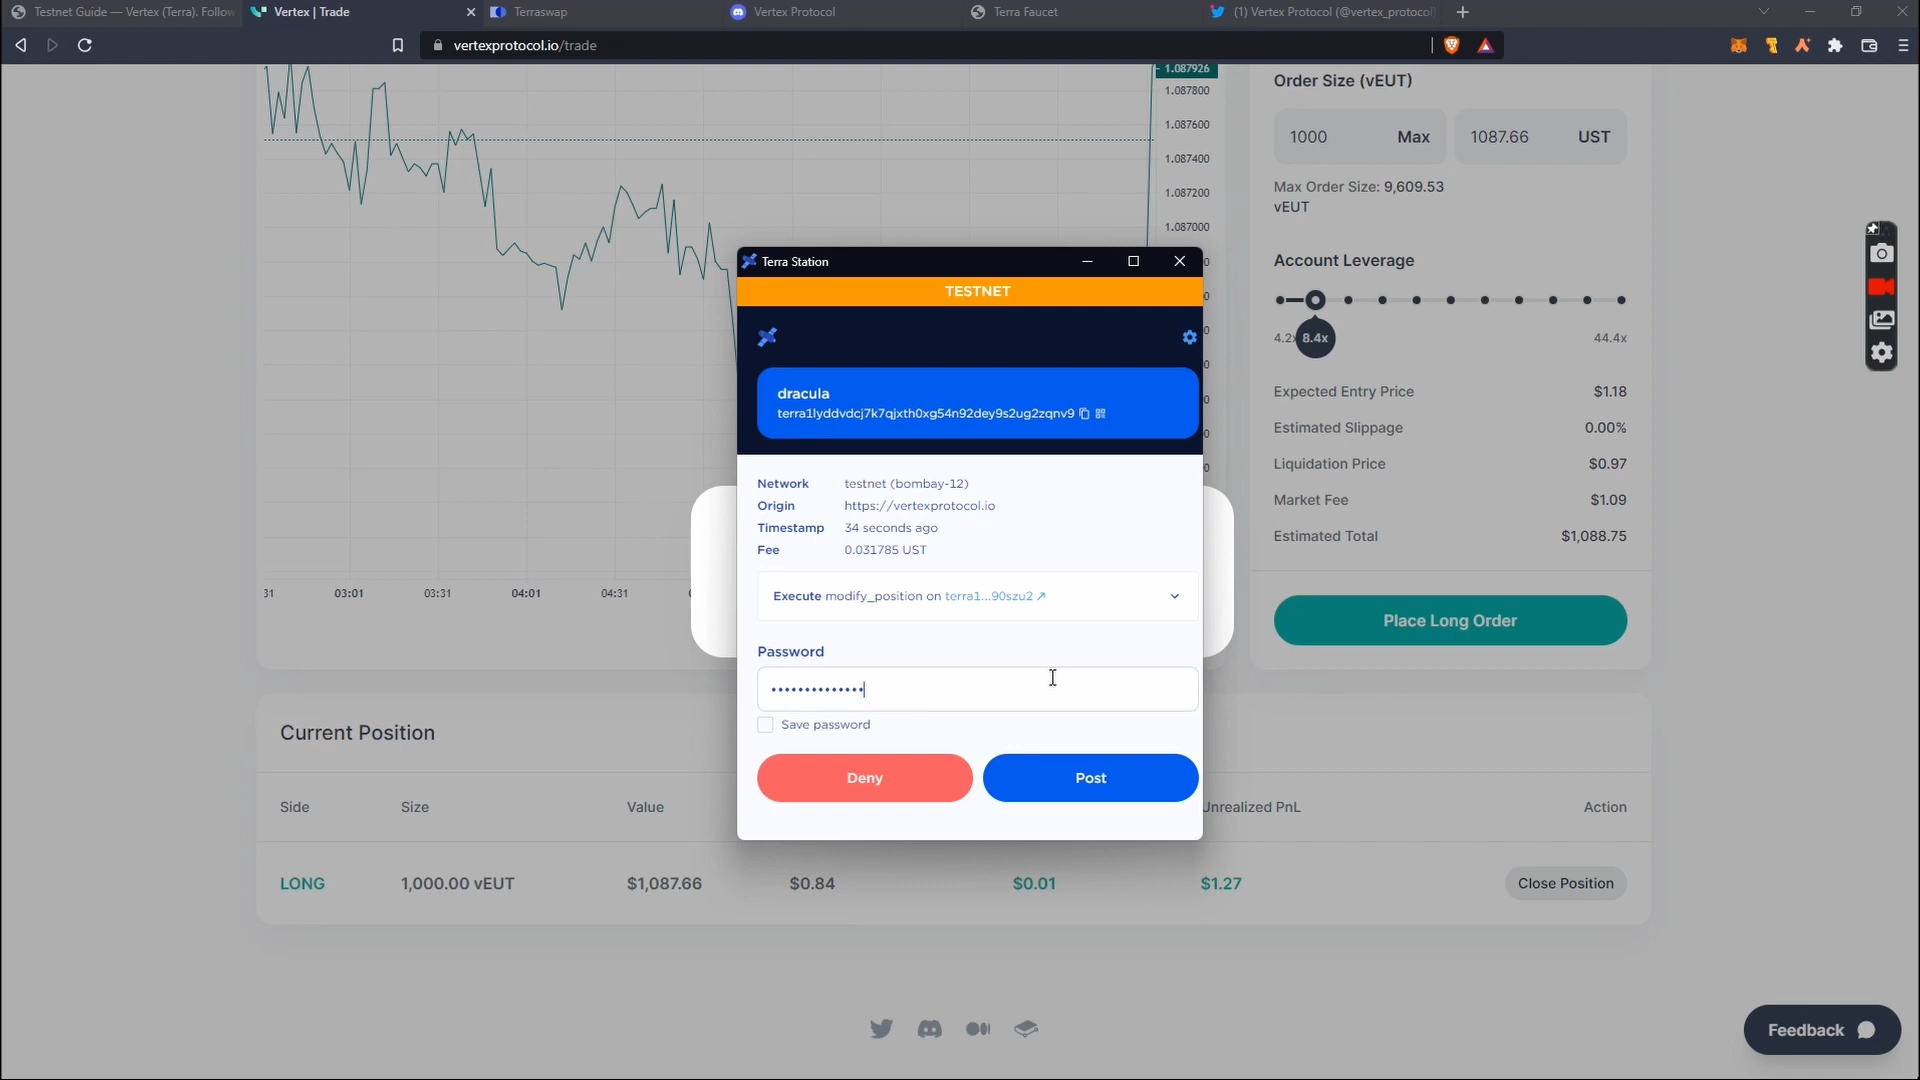 Testnet Guide — Vertex (Terra). Follow
Vertex | Trade
Terraswap
Vertex Protocol
Terra Faucet
(1) Vertex Protocol (@vertex_protocol
vertexprotocol.io/trade
1.087926
1.087800
1.087600
1.087400
1.087200
1.087000
31
03:01
03:31
04:01
04:31
Order Size (vEUT)
1000 Max
1087.66 UST
Max Order Size: 9,609.53
vEUT
Account Leverage
4.2x
8.4x
44.4x
Expected Entry Price $1.18
Estimated Slippage 0.00%
Liquidation Price $0.97
Market Fee $1.09
Estimated Total $1,088.75
Place Long Order
Terra Station
TESTNET
dracula
terra1lyddvdcj7k7qjxth0xg54n92dey9s2ug2zqnv9
Network testnet (bombay-12)
Origin https://vertexprotocol.io
Timestamp 34 seconds ago
Fee 0.031785 UST
Execute modify_position on terra1...90szu2
Password
••••••••••••••
Save password
Deny
Post
Current Position
Side Size Value Unrealized PnL Action
LONG 1,000.00 vEUT $1,087.66 $0.84 $0.01 $1.27 Close Position
Feedback